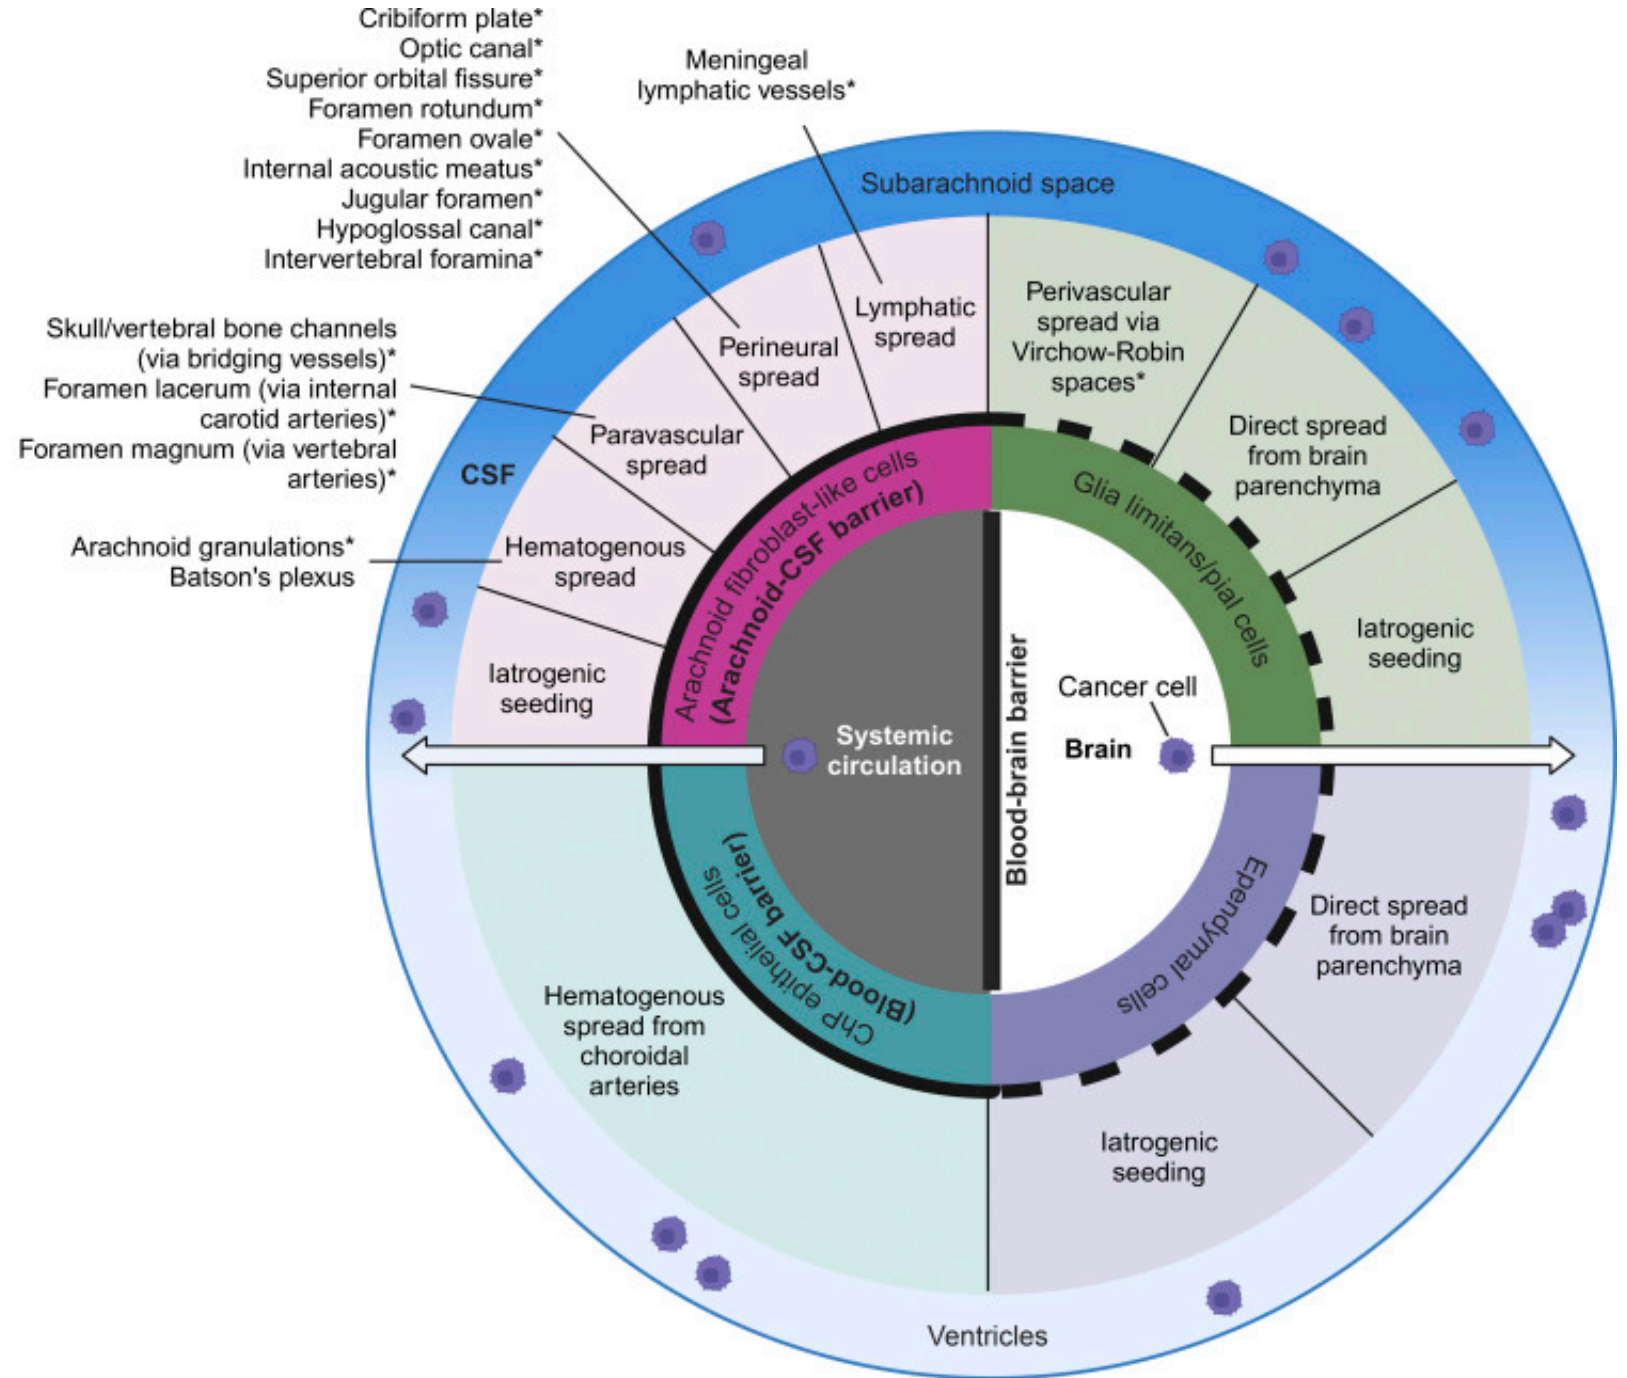 Cribiform plate*
Optic canal*
Superior orbital fissure*
Foramen rotundum*
Foramen ovale*
Internal acoustic meatus*
Jugular foramen*
Hypoglossal canal*
Intervertebral foramina*
Meningeal
lymphatic vessels*
Subarachnoid space
Skull/vertebral bone channels
(via bridging vessels)*
Foramen lacerum (via internal
carotid arteries)*
Foramen magnum (via vertebral
arteries)*
CSF
Arachnoid granulations*
Batson's plexus
Lymphatic
spread
Perineural
spread
Paravascular
spread
Hematogenous
spread
Iatrogenic
seeding
Perivascular
spread via
Virchow-Robin
spaces*
Direct spread
from brain
parenchyma
Iatrogenic
seeding
Arachnoid fibroblast-like cells
(Arachnoid-CSF barrier)
Glia limitans/pial cells
Systemic
circulation
Blood-brain barrier
Cancer cell
Brain
ChP epithelial cells
(Blood-CSF barrier)
Ependymal cells
Hematogenous
spread from
choroidal
arteries
Direct spread
from brain
parenchyma
Iatrogenic
seeding
Ventricles